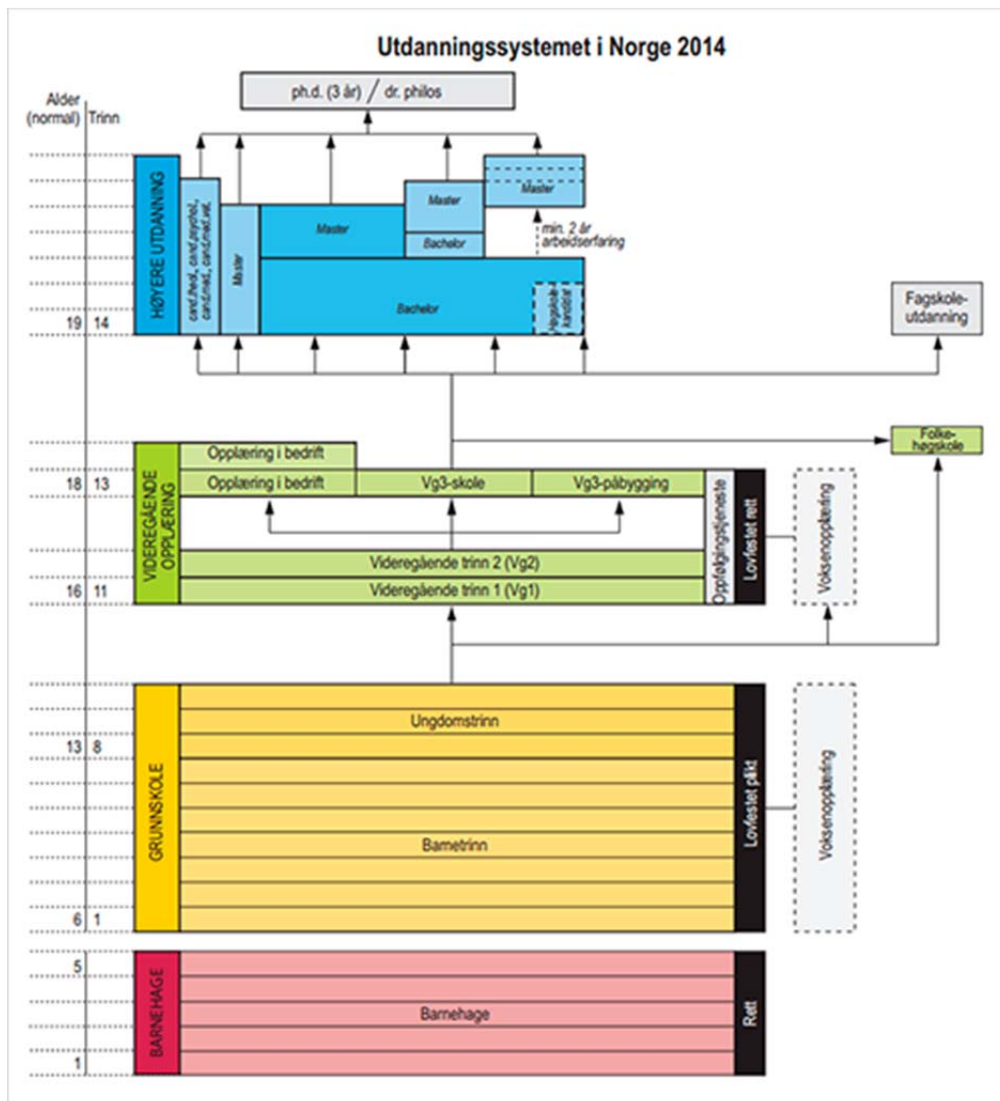 Utdanningssystemet i Norge 2014
Alder
(normal) Trinn
ph.d. (3 år) / dr. philos
HØYERE UTDANNING
cand.theol., cand.psychol.,
cand.med., cand.med.vet.
Master
Master
Master
Bachelor
Master
min. 2 år
arbeidserfaring
Bachelor
Høgskole-
kandidat
19 14
Fagskole-
utdanning
Folke-
høgskole
VIDEREGÅENDE
OPPLÆRING
Opplæring i bedrift
18 13
Opplæring i bedrift
Vg3-skole
Vg3-påbygging
Videregående trinn 2 (Vg2)
16 11
Videregående trinn 1 (Vg1)
Oppfølgingstjeneste
Lovfestet rett
Voksenopplæring
GRUNNSKOLE
Ungdomstrinn
13 8
Barnetrinn
6 1
Lovfestet plikt
Voksenopplæring
BARNEHAGE
5
Barnehage
1
Rett